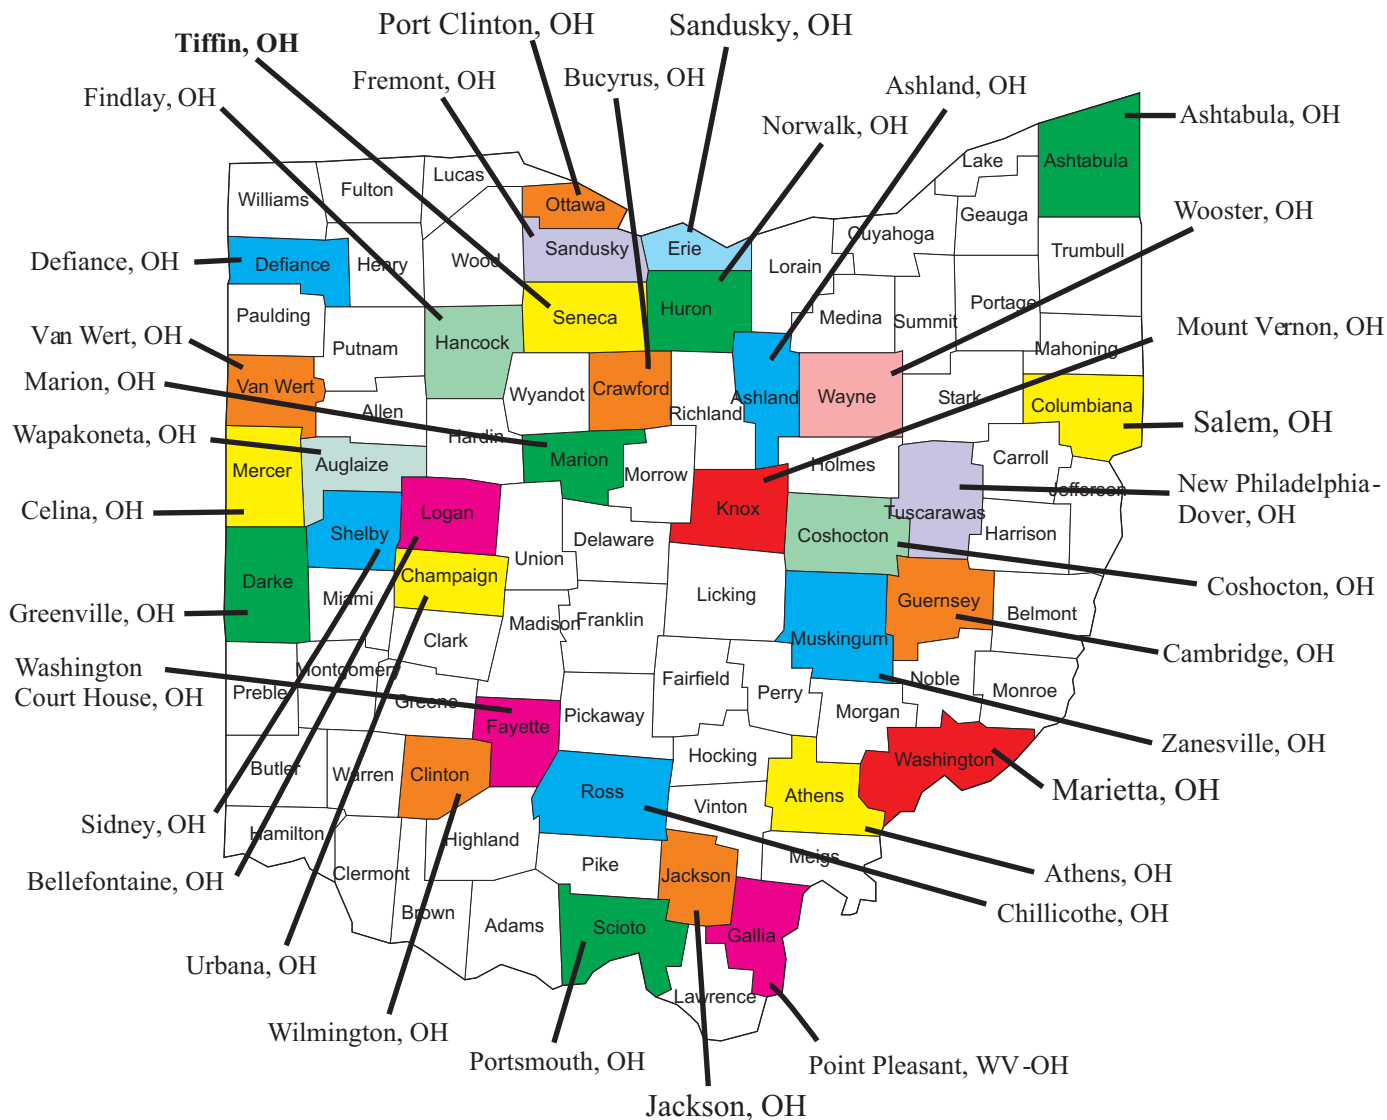 Port Clinton, OH
Sandusky, OH
Tiffin, OH
Fremont, OH
Bucyrus, OH
Ashland, OH
Findlay, OH
Norwalk, OH
Ashtabula, OH
Lake
Ashtabula
Lucas
Fulton
Williams
Ottawa
Geauga
Wooster, OH
Cuyahoga
Sandusky
Erie
Trumbull
Defiance, OH
Defiance
Henry
Wood
Lorain
Portage
Huron
Seneca
Medina
Summit
Paulding
Mount Vernon, OH
Van Wert, OH
Putnam
Hancock
Mahoning
Marion, OH
Van Wert
Wyandot
Crawford
Ashland
Wayne
Stark
Columbiana
Allen
Richland
Salem, OH
Wapakoneta, OH
Hardin
Mercer
Auglaize
Marion
Morrow
Holmes
Carroll
Jefferson
New Philadelphia-
Dover, OH
Celina, OH
Logan
Knox
Tuscarawas
Shelby
Delaware
Coshocton
Harrison
Union
Darke
Champaign
Coshocton, OH
Miami
Licking
Guernsey
Belmont
Greenville, OH
Madison
Franklin
Clark
Muskingum
Cambridge, OH
Washington
Court House, OH
Montgomery
Preble
Greene
Fairfield
Perry
Noble
Monroe
Morgan
Fayette
Pickaway
Zanesville, OH
Butler
Warren
Clinton
Hocking
Washington
Marietta, OH
Ross
Vinton
Athens
Sidney, OH
Hamilton
Highland
Bellefontaine, OH
Clermont
Pike
Jackson
Meigs
Athens, OH
Chillicothe, OH
Brown
Adams
Scioto
Gallia
Urbana, OH
Lawrence
Wilmington, OH
Portsmouth, OH
Point Pleasant, WV-OH
Jackson, OH